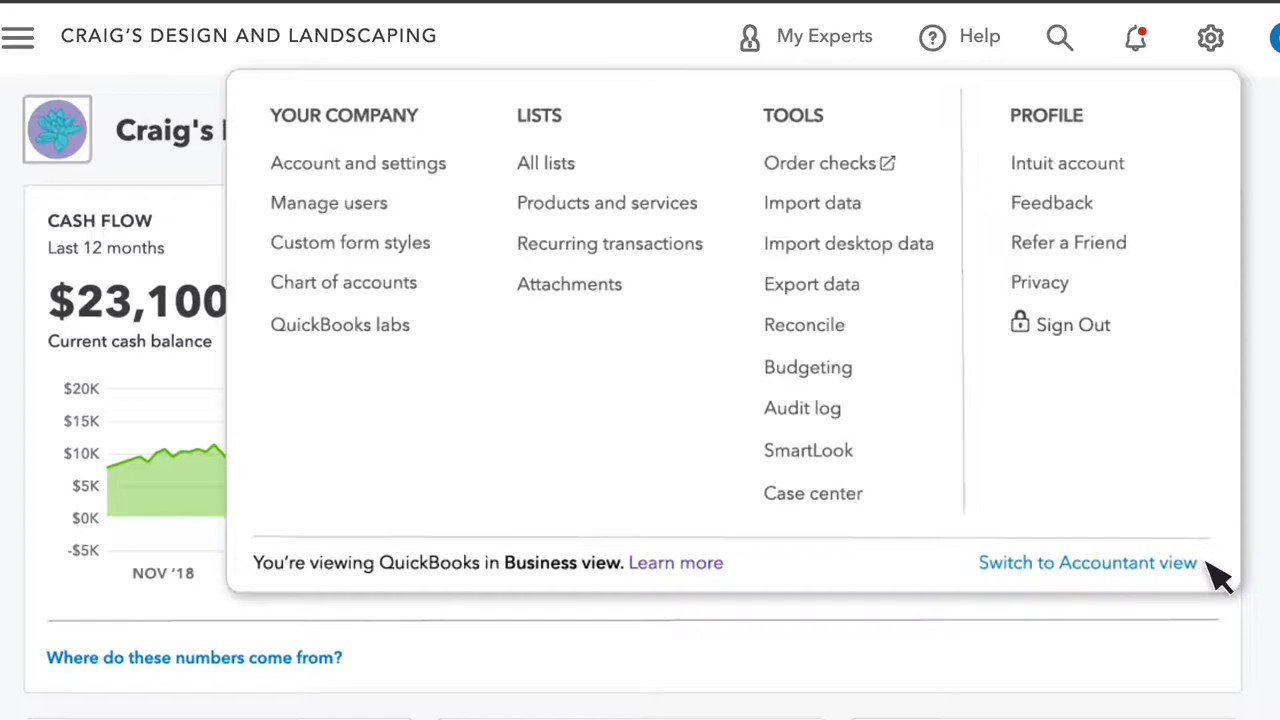 CRAIG'S DESIGN AND LANDSCAPING
My Experts
Help
Craig's
YOUR COMPANY
Account and settings
Manage users
Custom form styles
Chart of accounts
QuickBooks labs
LISTS
All lists
Products and services
Recurring transactions
Attachments
TOOLS
Order checks
Import data
Import desktop data
Export data
Reconcile
Budgeting
Audit log
SmartLook
Case center
PROFILE
Intuit account
Feedback
Refer a Friend
Privacy
Sign Out
You're viewing QuickBooks in Business view. Learn more
Switch to Accountant view
CASH FLOW
Last 12 months
$23,100
Current cash balance
$20K
$15K
$10K
$5K
$0K
-$5K
NOV '18
Where do these numbers come from?